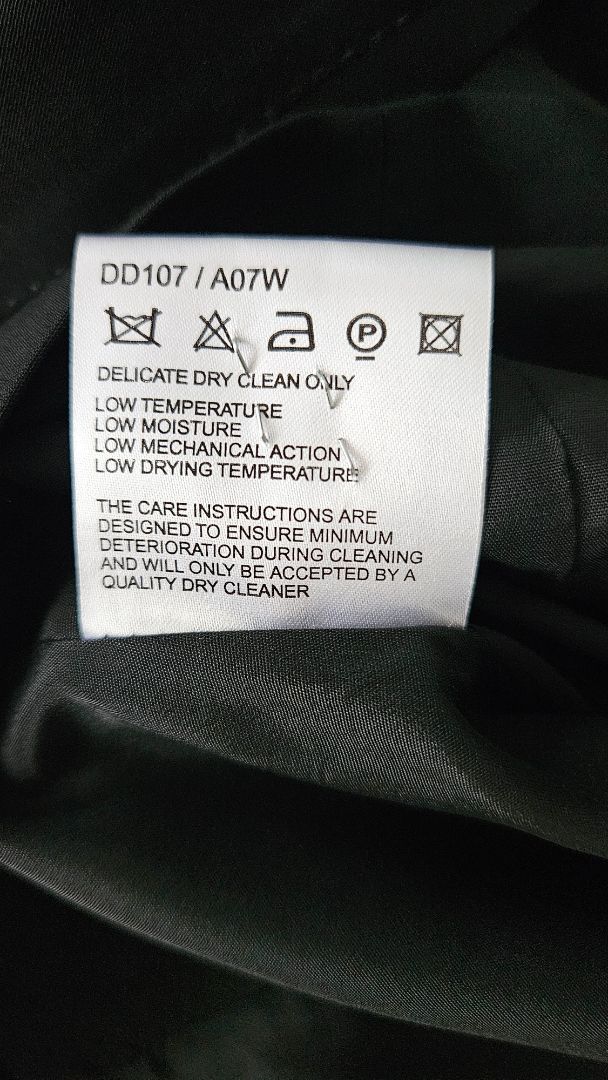 DD107 / A07W
P
DELICATE DRY CLEAN ONLY
LOW TEMPERATURE
LOW MOISTURE
LOW MECHANICAL ACTION
LOW DRYING TEMPERATURE
THE CARE INSTRUCTIONS ARE
DESIGNED TO ENSURE MINIMUM
DETERIORATION DURING CLEANING
AND WILL ONLY BE ACCEPTED BY A
QUALITY DRY CLEANER